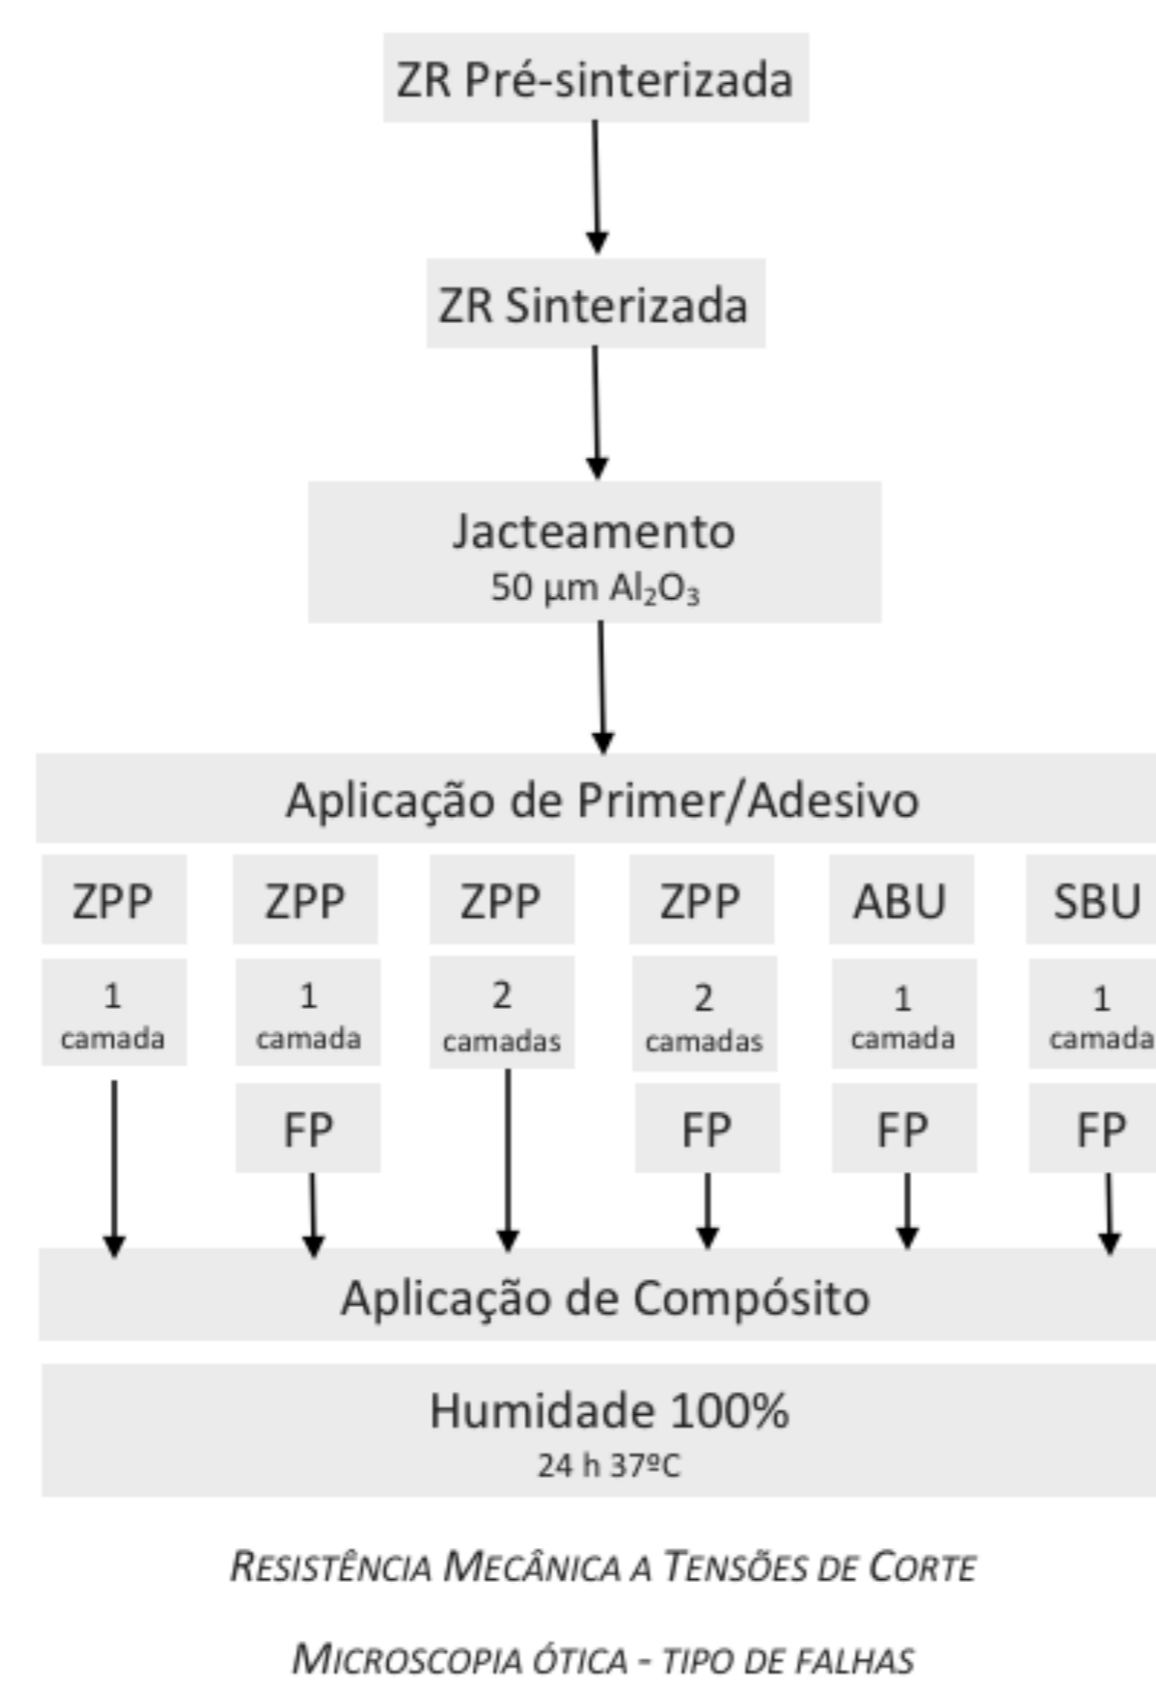 ZR Pré-sinterizada
ZR Sinterizada
Jacteamento
50 µm Al₂O₃
Aplicação de Primer/Adesivo
ZPP ZPP ZPP ZPP ABU SBU
1 1 2 2 1 1
camada camada camadas camadas camada camada
FP FP FP FP
Aplicação de Compósito
Humidade 100%
24 h 37ºC
RESISTÊNCIA MECÂNICA A TENSÕES DE CORTE
MICROSCOPIA ÓTICA - TIPO DE FALHAS